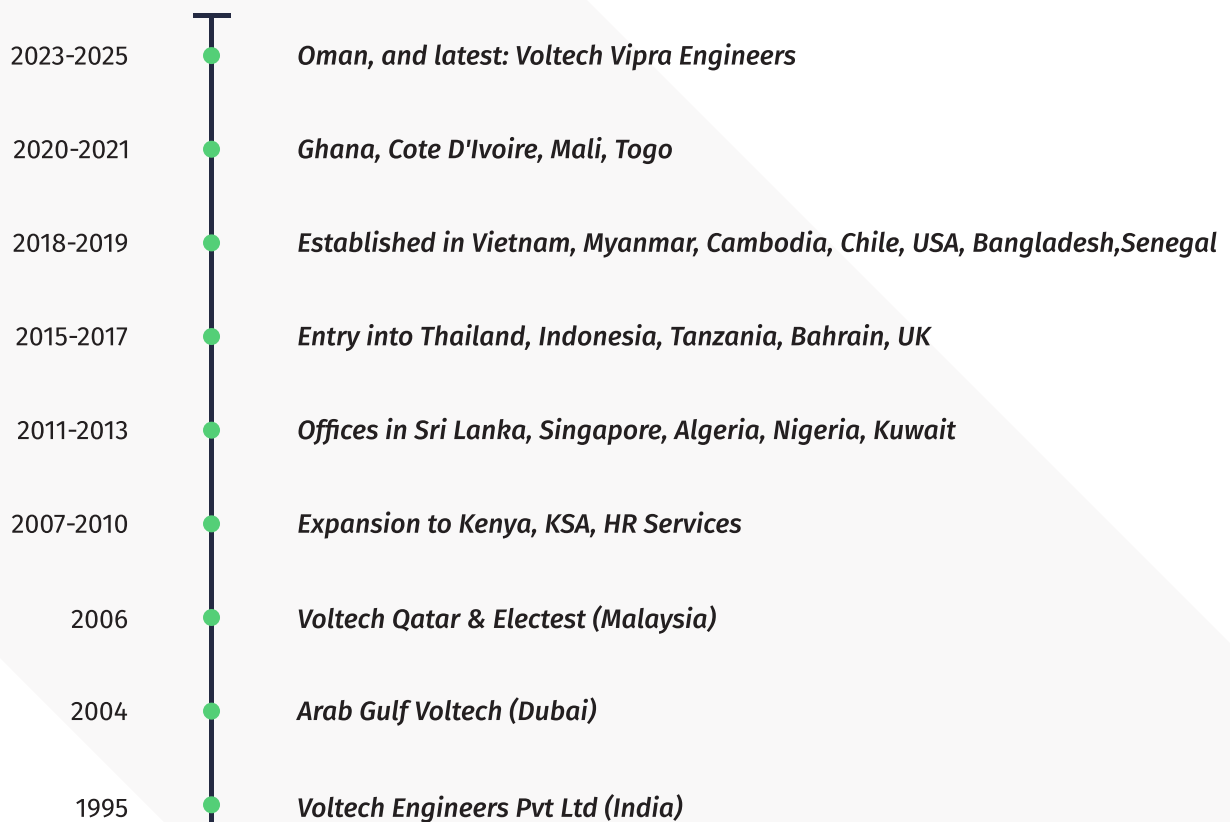 2023-2025 Oman, and latest: Voltech Vipra Engineers
2020-2021 Ghana, Cote D'Ivoire, Mali, Togo
2018-2019 Established in Vietnam, Myanmar, Cambodia, Chile, USA, Bangladesh,Senegal
2015-2017 Entry into Thailand, Indonesia, Tanzania, Bahrain, UK
2011-2013 Offices in Sri Lanka, Singapore, Algeria, Nigeria, Kuwait
2007-2010 Expansion to Kenya, KSA, HR Services
2006 Voltech Qatar & Electest (Malaysia)
2004 Arab Gulf Voltech (Dubai)
1995 Voltech Engineers Pvt Ltd (India)